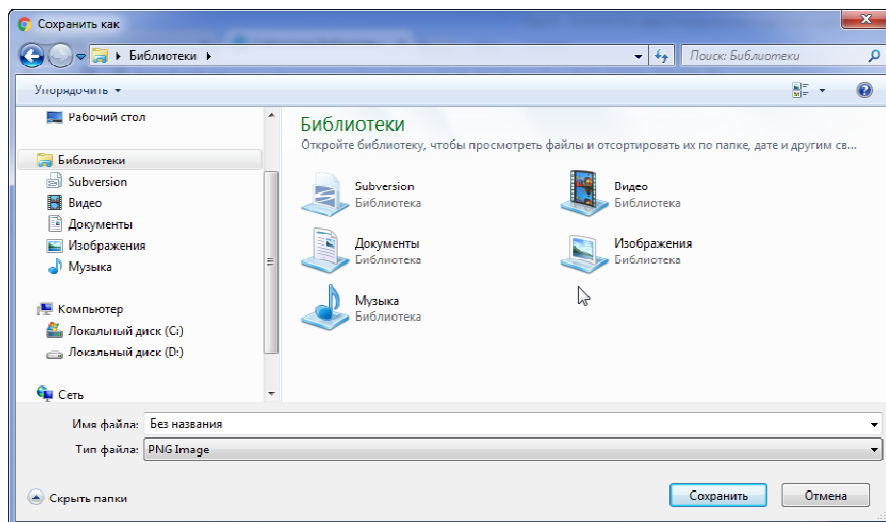 Сохранить как
Библиотеки
Поиск: Библиотеки
Упорядочить
Рабочий стол
Библиотеки
Subversion
Видео
Документы
Изображения
Музыка
Компьютер
Локальный диск (C:)
Локальный диск (D:)
Сеть
Библиотеки
Откройте библиотеку, чтобы просмотреть файлы и отсортировать их по папке, дате и другим св...
Subversion
Библиотека
Видео
Библиотека
Документы
Библиотека
Изображения
Библиотека
Музыка
Библиотека
Имя файла: Без названия
Тип файла: PNG Image
Скрыть папки
Сохранить
Отмена